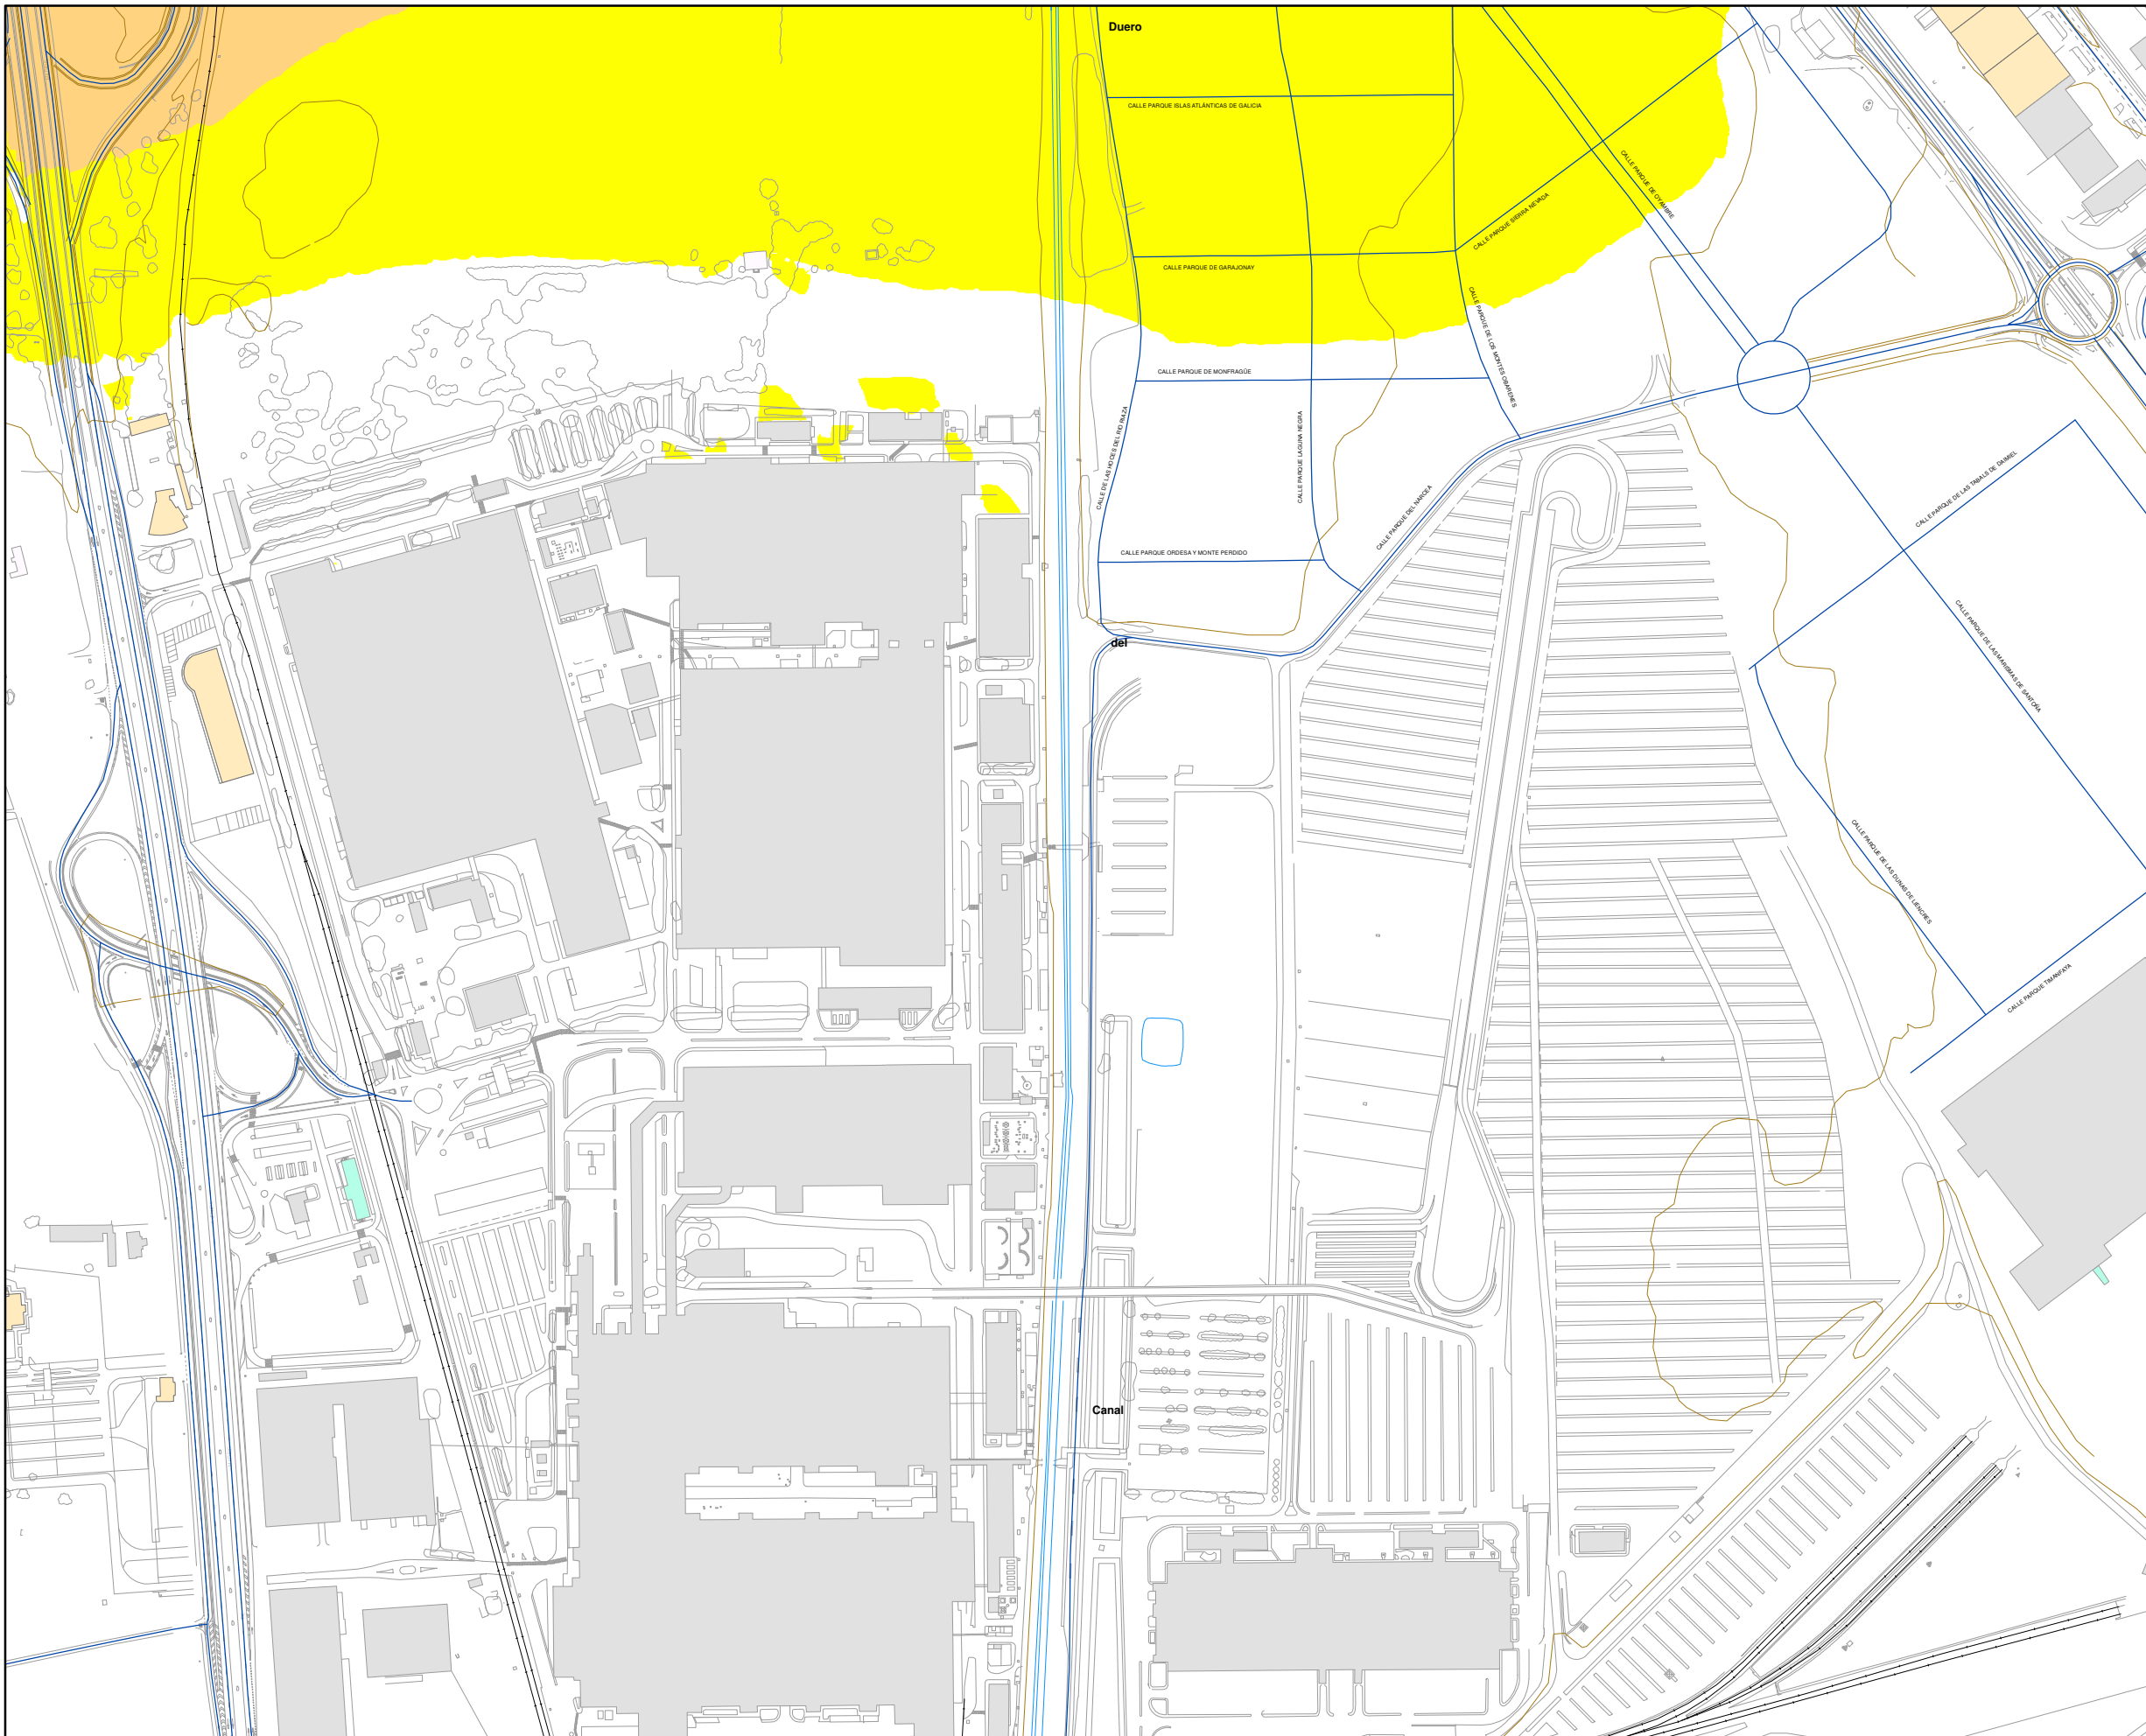 Duero
CALLE PARQUE ISLAS ATLÁNTICAS DE GALICIA
CALLE PARQUE DE OYAMBRE
CALLE PARQUE SIERRA NEVADA
CALLE PARQUE DE GARAJONAY
CALLE PARQUE DE LOS MONTES OBARENES
CALLE PARQUE DE MONFRAGÜE
CALLE DE LAS HOCES DEL RIO RIAZA
CALLE PARQUE LAGUNA NEGRA
CALLE PARQUE DE LAS TABALS DE DAIMIEL
CALLE PARQUE DEL NARCEA
CALLE PARQUE ORDESA Y MONTE PERDIDO
del
CALLE PARQUE DE LAS MARISMAS DE SANTOÑA
CALLE PARQUE DE LAS DUNAS DE LIENCRES
CALLE PARQUE TIMANFAYA
Canal